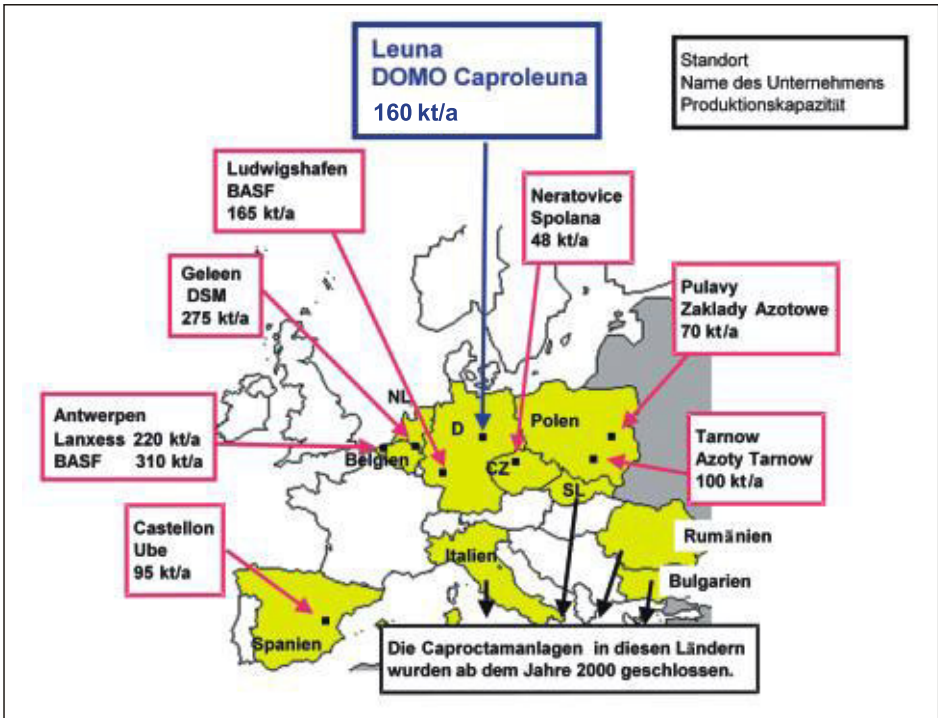 Leuna
DOMO Caproleuna
160 kt/a
Standort
Name des Unternehmens
Produktionskapazität
Ludwigshafen
BASF
165 kt/a
Neratovice
Spolana
48 kt/a
Geleen
DSM
275 kt/a
Pulavy
Zaklady Azotowe
70 kt/a
Antwerpen
Lanxess 220 kt/a
BASF 310 kt/a
Tarnow
Azoty Tarnow
100 kt/a
Castellon
Ube
95 kt/a
NL
D
Polen
Belgien
CZ
SL
Italien
Rumänien
Bulgarien
Spanien
Die Caproctamanlagen in diesen Ländern
wurden ab dem Jahre 2000 geschlossen.